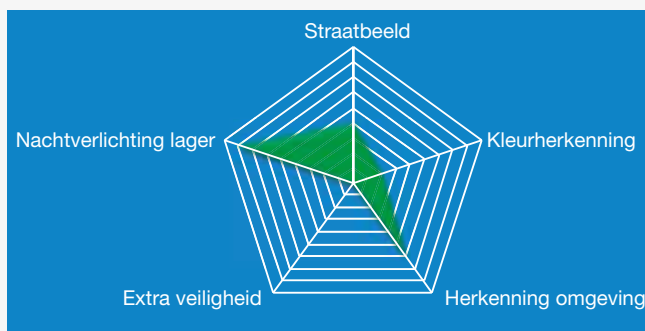 Straatbeeld
Nachtverlichting lager
Kleurherkenning
Extra veiligheid
Herkenning omgeving